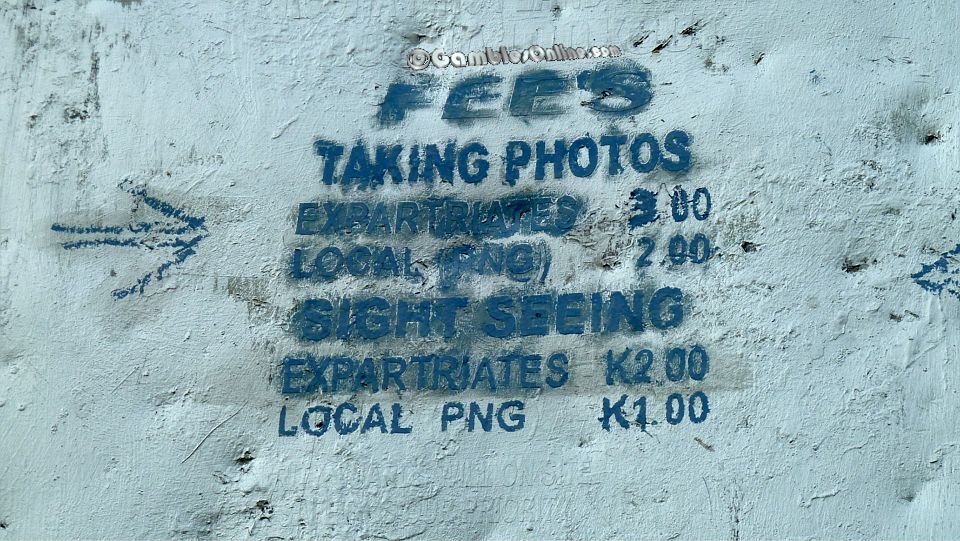 ©GamblesOnline.com
FEE'S
TAKING PHOTOS
EXPARTRIATES 3.00
LOCAL (PNG) 2.00
SIGHT SEEING
EXPARTRIATES K2.00
LOCAL PNG K1.00